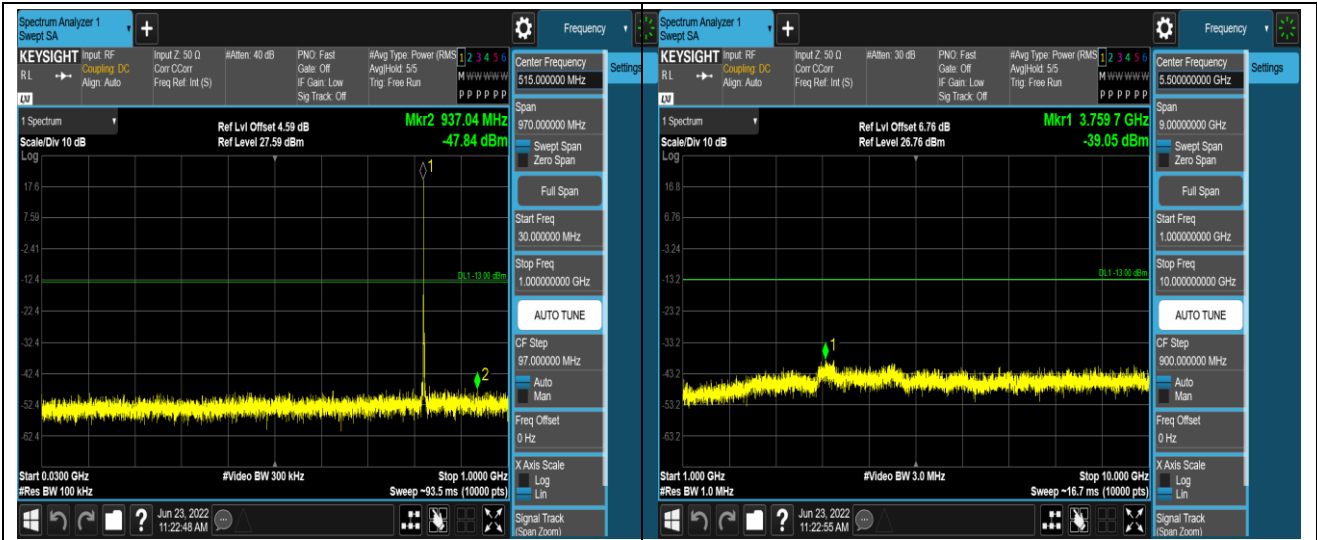 Spectrum Analyzer 1
Swept SA
+
Frequency
KEYSIGHT
Input: RF
Coupling: DC
Align: Auto
Input Z: 50 Ω
Corr CCorr
Freq Ref: Int (S)
#Atten: 40 dB
PNO: Fast
Gate: Off
IF Gain: Low
Sig Track: Off
#Avg Type: Power (RMS
Avg|Hold: 5/5
Trig: Free Run
1 2 3 4 5 6
M W W W W W
P P P P P P
RL
LXI
Center Frequency
515.000000 MHz
Settings
1 Spectrum
Ref Lvl Offset 4.59 dB
Mkr2 937.04 MHz
Scale/Div 10 dB
Ref Level 27.59 dBm
-47.84 dBm
Log
1
17.6
7.59
-2.41
-12.4
DL1 -13.00 dBm
-22.4
-32.4
-42.4
2
-52.4
-62.4
Start 0.0300 GHz
#Video BW 300 kHz
Stop 1.0000 GHz
#Res BW 100 kHz
Sweep ~93.5 ms (10000 pts)
Span
970.000000 MHz
Swept Span
Zero Span
Full Span
Start Freq
30.000000 MHz
Stop Freq
1.000000000 GHz
AUTO TUNE
CF Step
97.000000 MHz
Auto
Man
Freq Offset
0 Hz
X Axis Scale
Log
Lin
Signal Track
(Span Zoom)
?
Jun 23, 2022
11:22:48 AM
Spectrum Analyzer 1
Swept SA
+
Frequency
KEYSIGHT
Input: RF
Coupling: DC
Align: Auto
Input Z: 50 Ω
Corr CCorr
Freq Ref: Int (S)
#Atten: 30 dB
PNO: Fast
Gate: Off
IF Gain: Low
Sig Track: Off
#Avg Type: Power (RMS
Avg|Hold: 5/5
Trig: Free Run
1 2 3 4 5 6
M W W W W W
P P P P P P
RL
LXI
Center Frequency
5.500000000 GHz
Settings
1 Spectrum
Ref Lvl Offset 6.76 dB
Mkr1 3.759 7 GHz
Scale/Div 10 dB
Ref Level 26.76 dBm
-39.05 dBm
Log
16.8
6.76
-3.24
-13.2
DL1 -13.00 dBm
-23.2
-33.2
1
-43.2
-53.2
-63.2
Start 1.000 GHz
#Video BW 3.0 MHz
Stop 10.000 GHz
#Res BW 1.0 MHz
Sweep ~16.7 ms (10000 pts)
Span
9.00000000 GHz
Swept Span
Zero Span
Full Span
Start Freq
1.000000000 GHz
Stop Freq
10.000000000 GHz
AUTO TUNE
CF Step
900.000000 MHz
Auto
Man
Freq Offset
0 Hz
X Axis Scale
Log
Lin
Signal Track
(Span Zoom)
?
Jun 23, 2022
11:22:55 AM